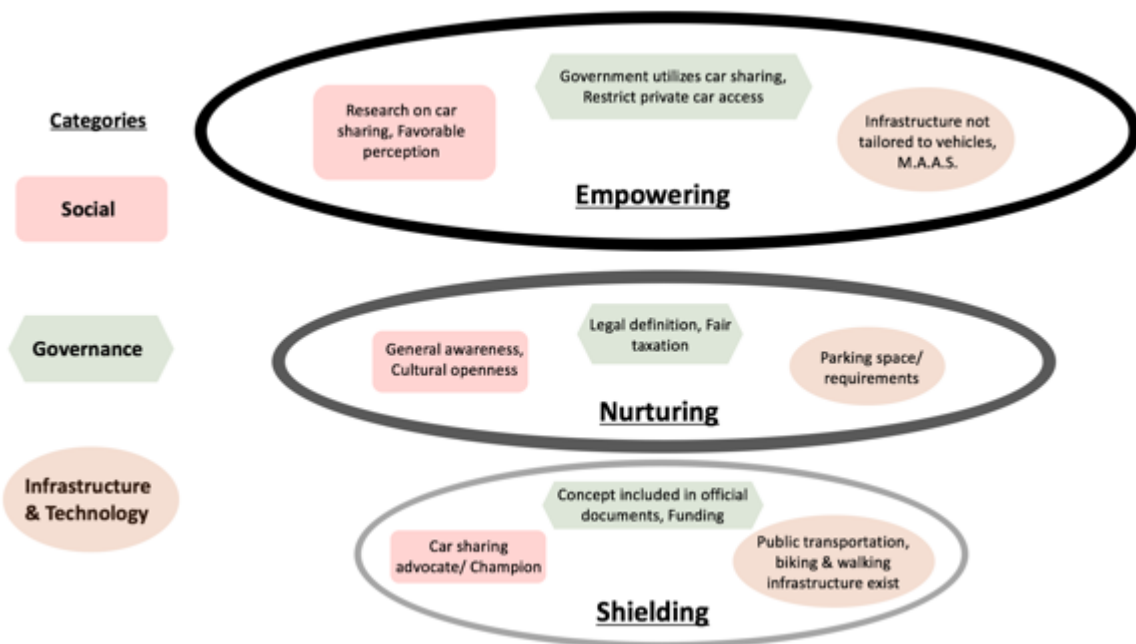 Categories
Social
Governance
Infrastructure
& Technology
Government utilizes car sharing,
Restrict private car access
Research on car
sharing, Favorable
perception
Infrastructure not
tailored to vehicles,
M.A.A.S.
Empowering
Legal definition, Fair
taxation
General awareness,
Cultural openness
Parking space/
requirements
Nurturing
Concept included in official
documents, Funding
Car sharing
advocate/ Champion
Public transportation,
biking & walking
infrastructure exist
Shielding